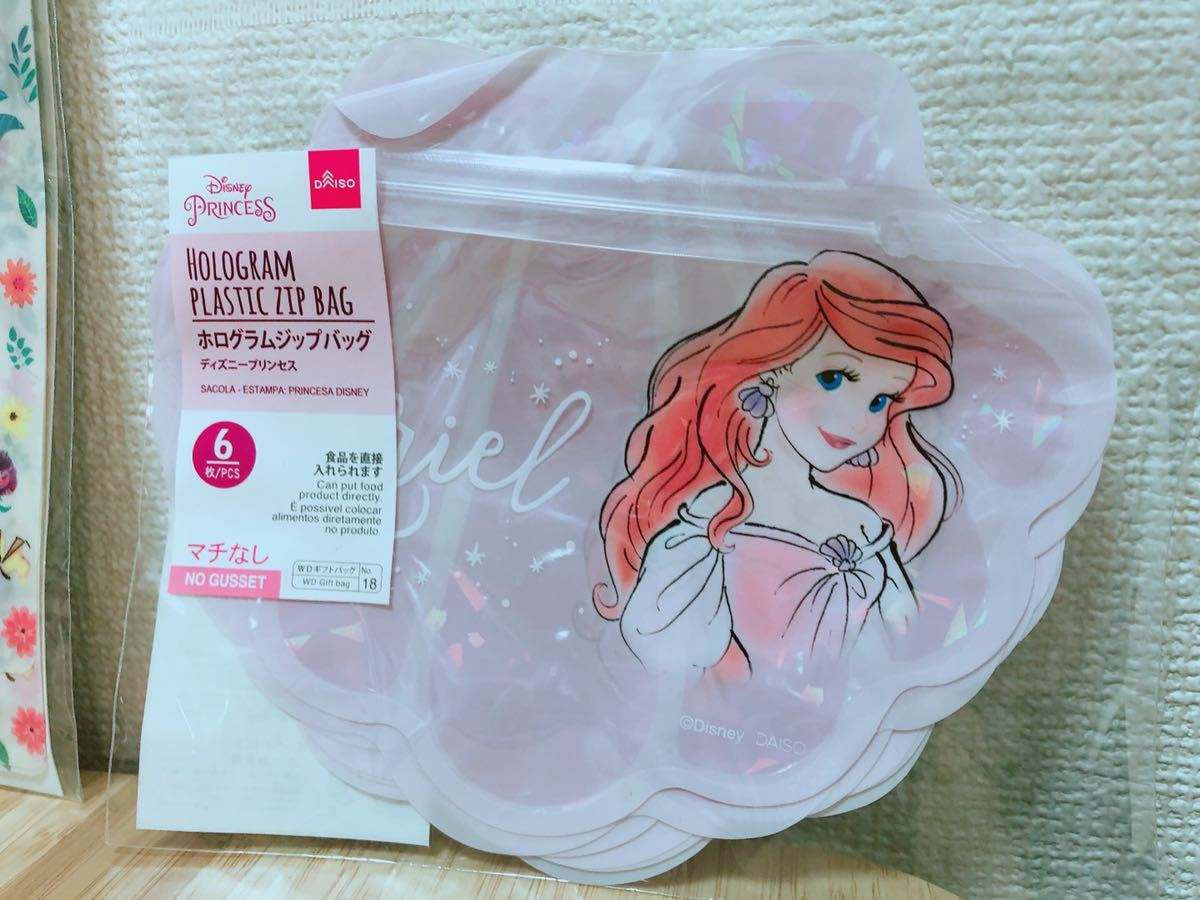 Disney
PRINCESS
DAISO
HOLOGRAM
PLASTIC ZIP BAG
ホログラムジップバッグ
ディズニープリンセス
SACOLA - ESTAMPA: PRINCESA DISNEY
6
枚/PCS
食品を直接
入れられます
Can put food
product directly.
É possível colocar
alimentos diretamente
no produto.
マチなし
NO GUSSET
WDギフトバッグ
WD Gift bag
No.
18
riel
©Disney DAISO